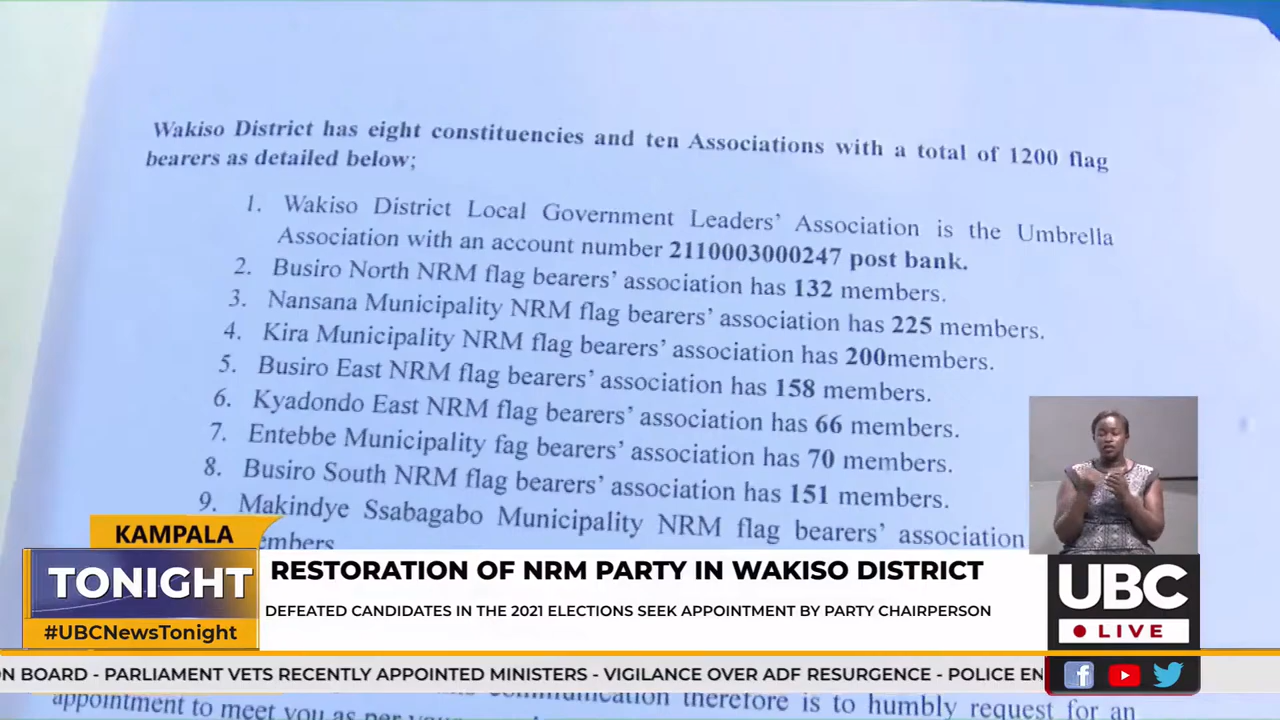 Wakiso District has eight constituencies and ten Associations with a total of 1200 flag
bearers as detailed below;
1. Wakiso District Local Government Leaders' Association is the Umbrella
Association with an account number 2110003000247 post bank.
2. Busiro North NRM flag bearers' association has 132 members.
3. Nansana Municipality NRM flag bearers' association has 225 members.
4. Kira Municipality NRM flag bearers' association has 200members.
5. Busiro East NRM flag bearers' association has 158 members.
6. Kyadondo East NRM flag bearers' association has 66 members.
7. Entebbe Municipality fag bearers' association has 70 members.
8. Busiro South NRM flag bearers' association has 151 members.
9. Makindye Ssabagabo Municipality NRM flag bearers' association
embers
KAMPALA
TONIGHT
#UBCNewsTonight
RESTORATION OF NRM PARTY IN WAKISO DISTRICT
DEFEATED CANDIDATES IN THE 2021 ELECTIONS SEEK APPOINTMENT BY PARTY CHAIRPERSON
UBC
LIVE
N BOARD - PARLIAMENT VETS RECENTLY APPOINTED MINISTERS - VIGILANCE OVER ADF RESURGENCE - POLICE EN
communication therefore is to humbly request for an
appointment to meet you as per